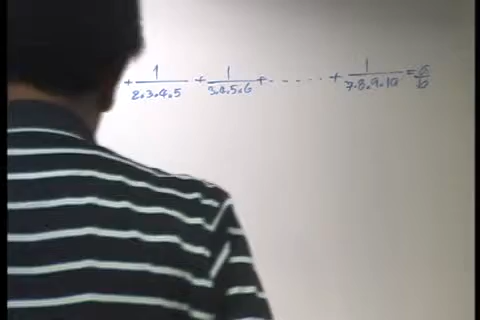 + 1/2.3.4.5 + 1/3.4.5.6 + ...... + 1/7.8.9.10 = a/b